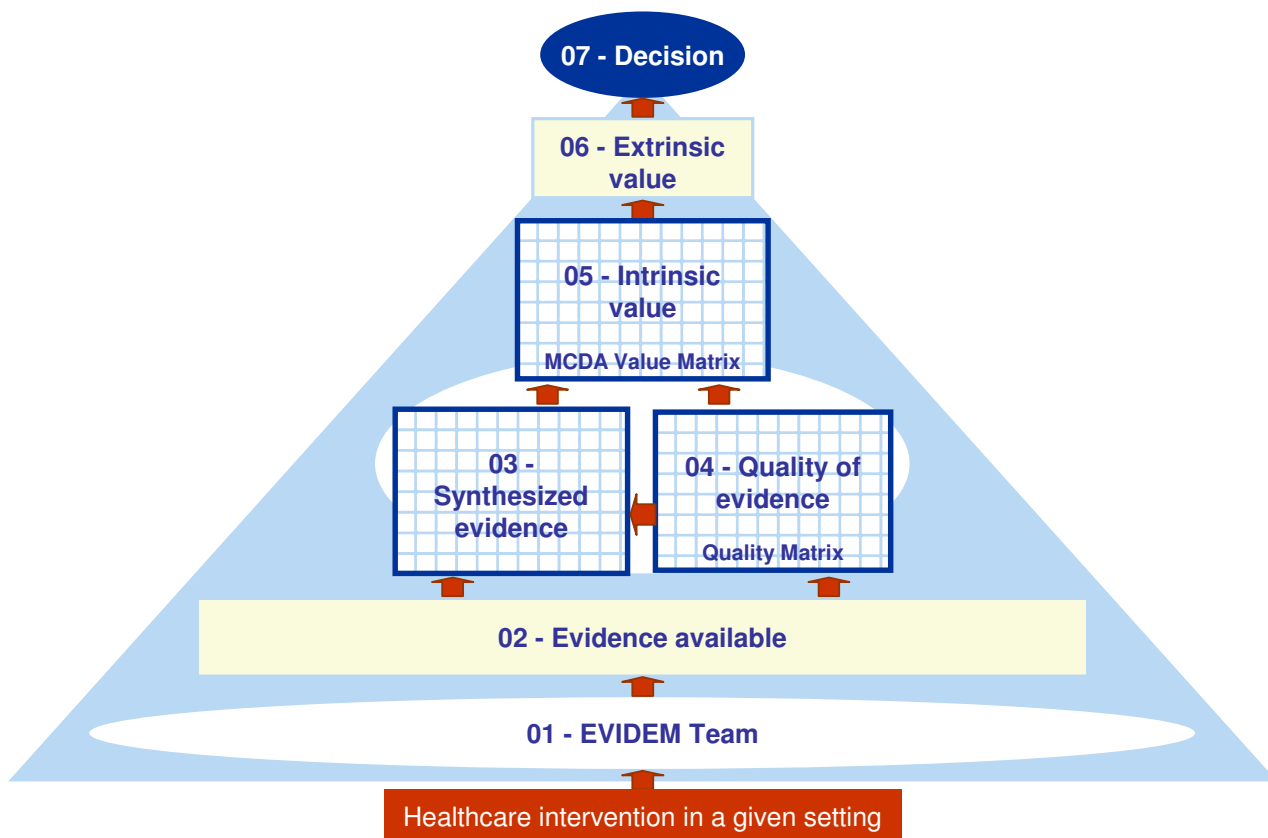 07 - Decision
06 - Extrinsic
value
05 - Intrinsic
value
MCDA Value Matrix
03 -
Synthesized
evidence
04 - Quality of
evidence
Quality Matrix
02 - Evidence available
01 - EVIDEM Team
Healthcare intervention in a given setting